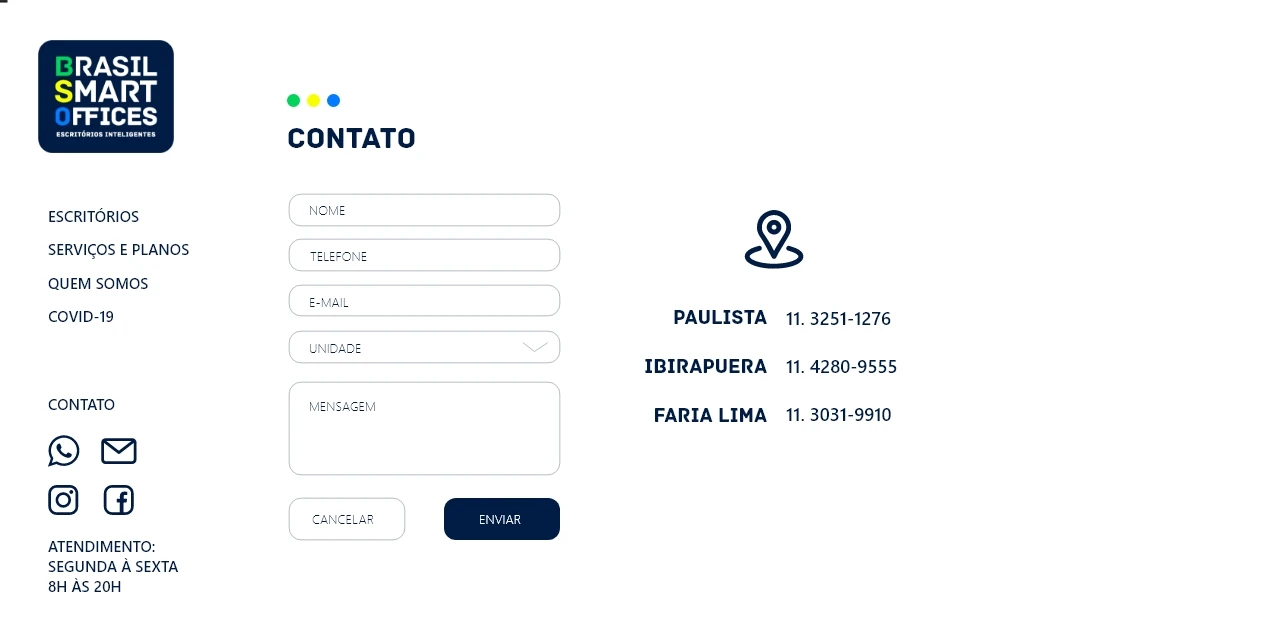 BRASIL
SMART
OFFICES
ESCRITÓRIOS INTELIGENTES
ESCRITÓRIOS
SERVIÇOS E PLANOS
QUEM SOMOS
COVID-19
CONTATO
ATENDIMENTO:
SEGUNDA À SEXTA
8H ÀS 20H
CONTATO
NOME
TELEFONE
E-MAIL
UNIDADE
MENSAGEM
CANCELAR
ENVIAR
PAULISTA 11. 3251-1276
IBIRAPUERA 11. 4280-9555
FARIA LIMA 11. 3031-9910